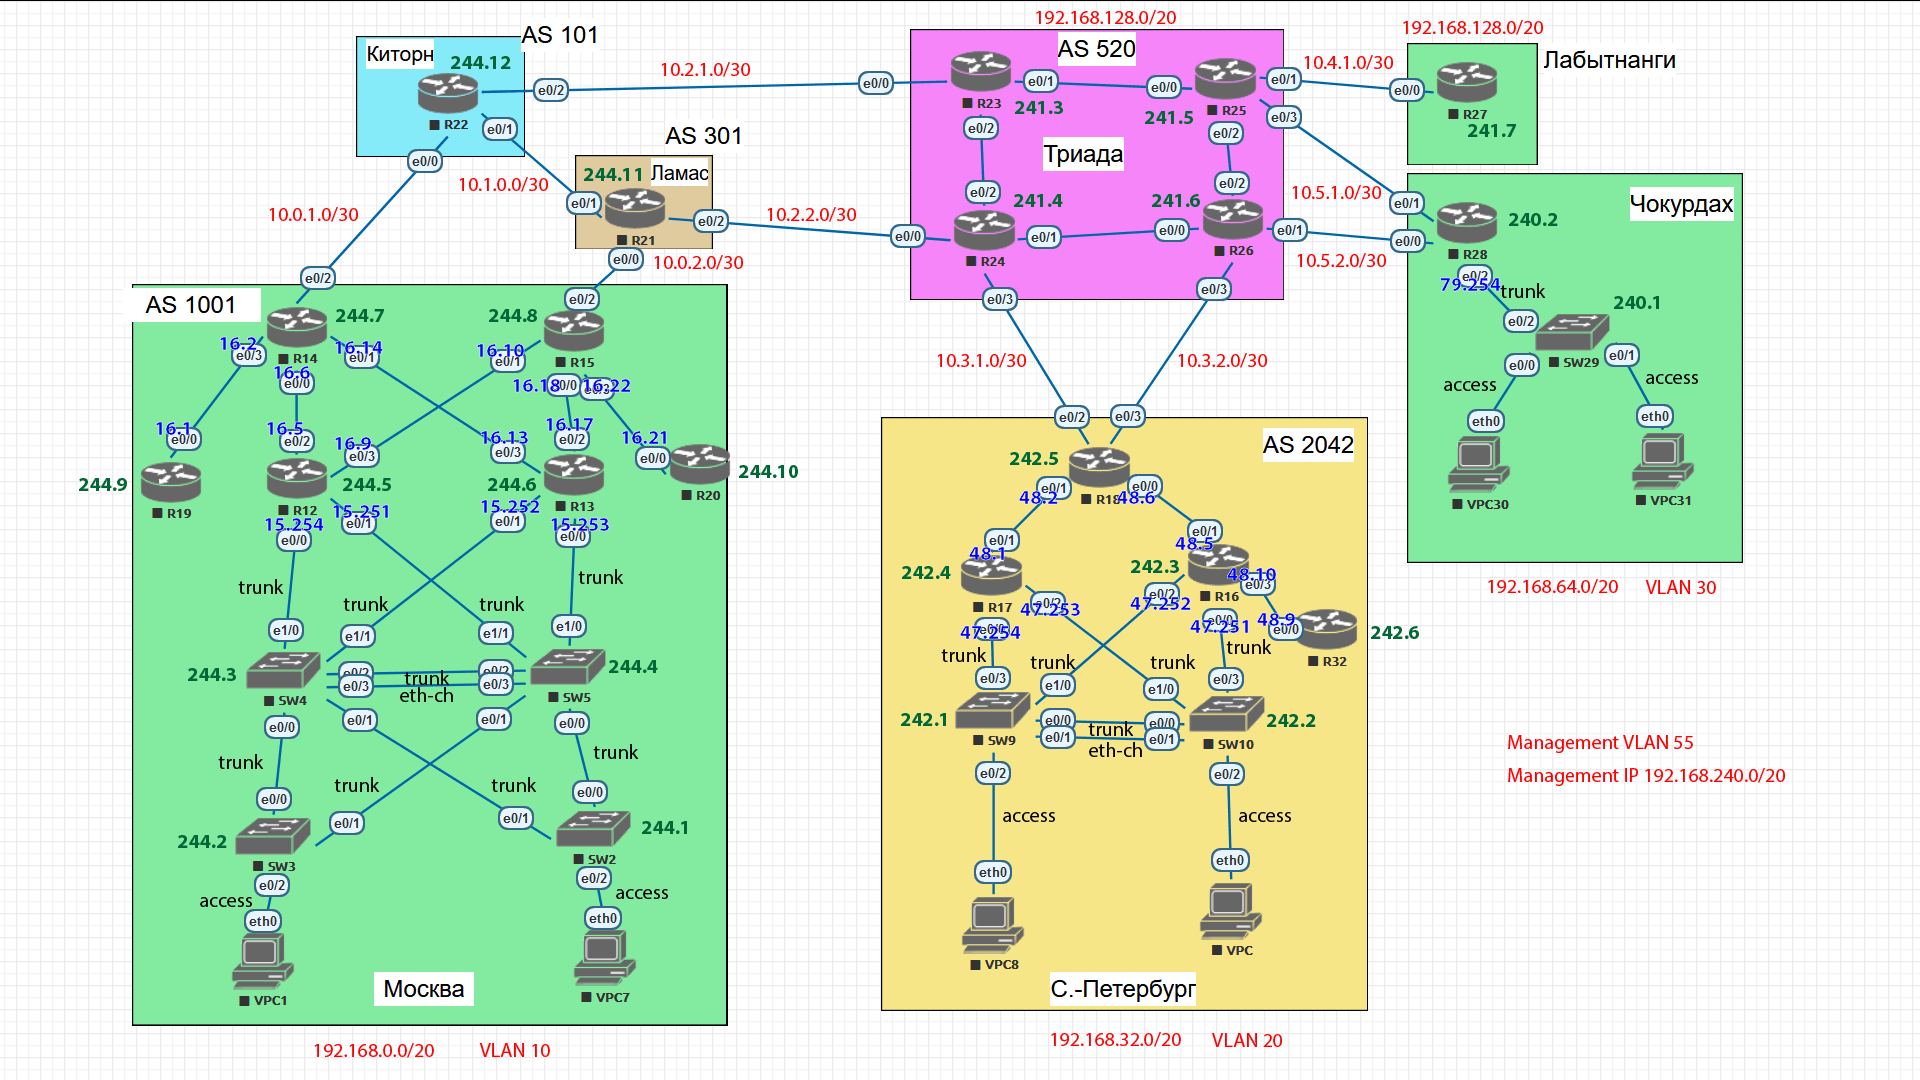 192.168.128.0/20
192.168.128.0/20
AS 101
Киторн
244.12
R22
e0/2
e0/1
e0/0
10.2.1.0/30
AS 301
244.11
Ламас
R21
e0/1
e0/2
e0/0
10.1.0.0/30
10.0.1.0/30
10.2.2.0/30
10.0.2.0/30
AS 520
Триада
e0/0
R23
241.3
e0/1
e0/2
e0/0
R25
241.5
e0/1
e0/3
e0/2
e0/2
241.4
R24
e0/0
e0/1
e0/3
e0/2
241.6
R26
e0/0
e0/1
e0/3
10.4.1.0/30
10.5.1.0/30
10.5.2.0/30
10.3.1.0/30
10.3.2.0/30
Лабытнанги
e0/0
R27
241.7
Чокурдах
e0/1
e0/0
R28
240.2
e0/2
79.254
trunk
e0/2
240.1
SW29
e0/0
e0/1
access
access
eth0
eth0
VPC30
VPC31
192.168.64.0/20
VLAN 30
Management VLAN 55
Management IP 192.168.240.0/20
AS 1001
e0/2
244.7
R14
16.2
e0/3
16.6
e0/0
16.14
e0/1
e0/2
244.8
R15
16.10
e0/1
16.18
e0/0
16.22
e0/3
16.1
e0/0
244.9
R19
16.5
e0/2
16.9
e0/3
R12
244.5
15.254
e0/0
15.251
e0/1
16.13
e0/3
16.17
e0/2
244.6
R13
15.252
e0/1
15.253
e0/0
16.21
e0/0
R20
244.10
trunk
trunk
trunk
trunk
e1/0
e1/1
e1/1
e1/0
244.3
SW4
e0/2
e0/3
trunk
eth-ch
e0/2
e0/3
244.4
SW5
e0/0
e0/1
e0/1
e0/0
trunk
trunk
trunk
trunk
e0/0
e0/1
e0/1
e0/0
244.2
SW3
244.1
SW2
e0/2
access
eth0
e0/2
access
eth0
VPC1
VPC7
Москва
192.168.0.0/20
VLAN 10
AS 2042
e0/2
e0/3
242.5
R18
e0/1
48.2
e0/0
48.6
e0/1
48.1
242.4
R17
e0/2
47.253
e0/0
47.254
e0/1
48.5
242.3
R16
e0/2
47.252
e0/0
47.251
48.10
e0/3
48.9
e0/0
R32
242.6
trunk
trunk
trunk
trunk
e0/3
e1/0
e1/0
e0/3
242.1
SW9
e0/0
e0/1
trunk
eth-ch
e0/0
e0/1
242.2
SW10
e0/2
e0/2
access
access
eth0
eth0
VPC8
VPC
С.-Петербург
192.168.32.0/20
VLAN 20